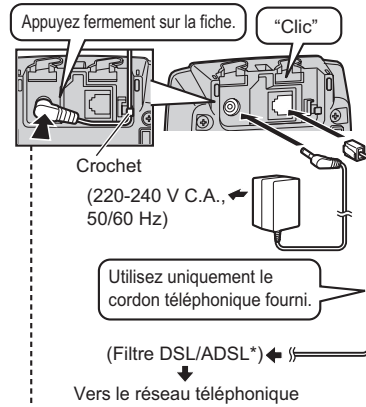 Appuyez fermement sur la fiche.
“Clic”
Crochet
(220-240 V C.A.,
50/60 Hz)
Utilisez uniquement le
cordon téléphonique fourni.
(Filtre DSL/ADSL*)
Vers le réseau téléphonique